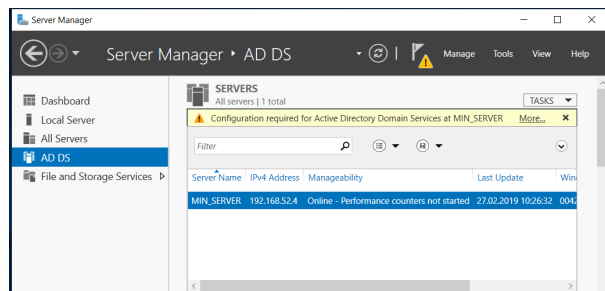 Server Manager
Server Manager • AD DS
Manage Tools View Help
Dashboard
Local Server
All Servers
AD DS
File and Storage Services
SERVERS
All servers | 1 total
TASKS
Configuration required for Active Directory Domain Services at MIN_SERVER More...
Filter
Server Name IPv4 Address Manageability Last Update Win
MIN_SERVER 192.168.52.4 Online - Performance counters not started 27.02.2019 10:26:32 0042